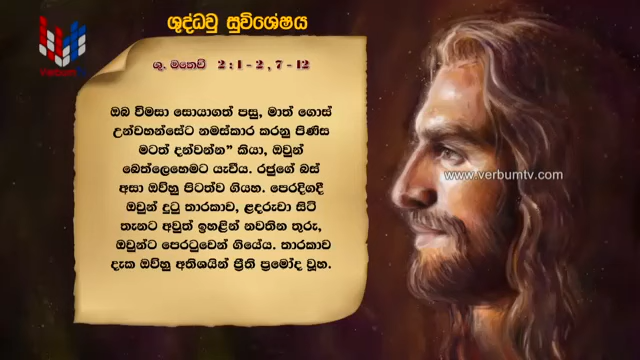 ශුද්ධවූ සුවිශේෂය
Verbum
ශු. මතෙව් 2 : 1 - 2 , 7 - 12
ඔබ විමසා සොයාගත් පසු, මාත් ගොස්
උන්වහන්සේට නමස්කාර කරනු පිණිස
මටත් දන්වන්න” කියා, ඔවුන්
බෙත්ලෙහෙමට යැවීය. රජුගේ බස්
අසා ඔව්හු පිටත්ව ගියහ. පෙරදිගදී
ඔවුන් දුටු තාරකාව, ළදරුවා සිටි
තැනට අවුත් ඉහළින් නවතින තුරු,
ඔවුන්ට පෙරටුවෙන් ගියේය. තාරකාව
දැක ඔව්හු අතිශයින් ප්‍රීති ප්‍රමෝද වූහ.
www.verbumtv.com